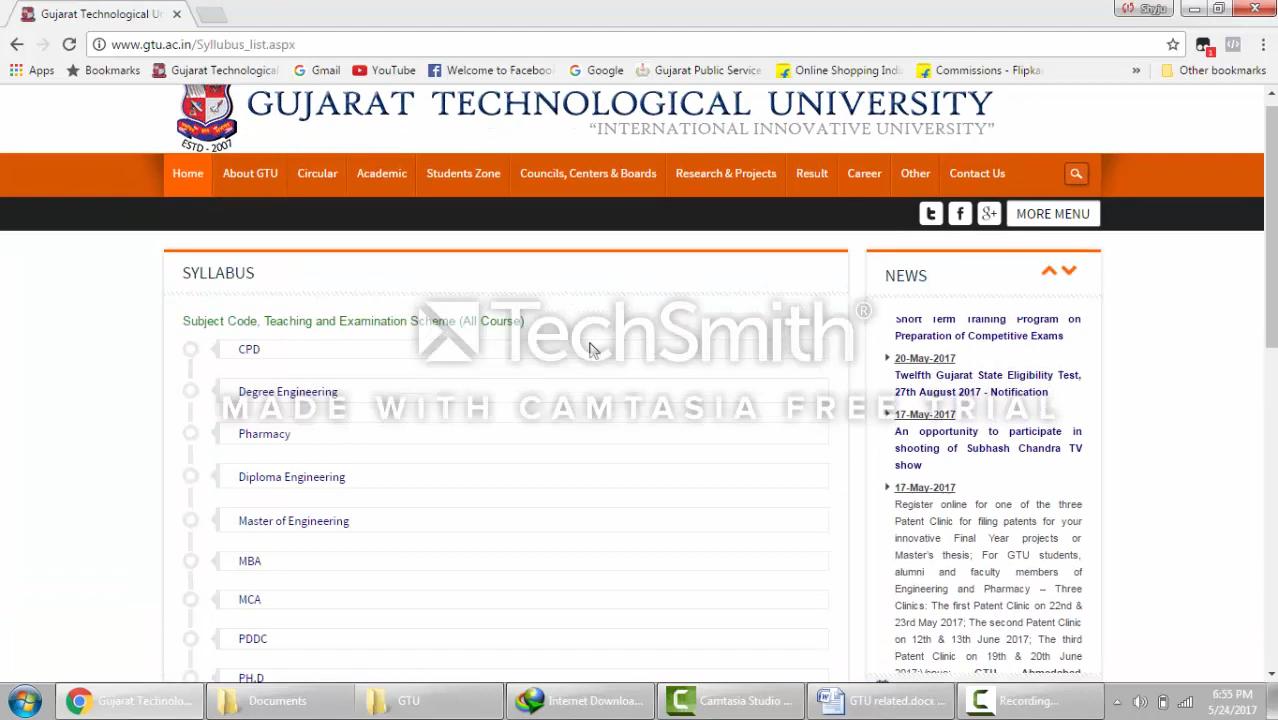 Gujarat Technological Ur
Shyju
www.gtu.ac.in/Syllubus_list.aspx
1
Apps
Bookmarks
Gujarat Technological
Gmail
YouTube
Welcome to Faceboo
Google
Gujarat Public Service
Online Shopping Indi
Commissions - Flipka
»
Other bookmarks
GUJARAT TECHNOLOGICAL UNIVERSITY
“INTERNATIONAL INNOVATIVE UNIVERSITY”
ESTD - 2007
Home
About GTU
Circular
Academic
Students Zone
Councils, Centers & Boards
Research & Projects
Result
Career
Other
Contact Us
MORE MENU
SYLLABUS
Subject Code, Teaching and Examination Scheme (All Course)
CPD
Degree Engineering
Pharmacy
Diploma Engineering
Master of Engineering
MBA
MCA
PDDC
PH.D
TechSmith®
MADE WITH CAMTASIA FREE TRIAL
NEWS
Short Term Training Program on
Preparation of Competitive Exams
20-May-2017
Twelfth Gujarat State Eligibility Test,
27th August 2017 - Notification
17-May-2017
An opportunity to participate in
shooting of Subhash Chandra TV
show
17-May-2017
Register online for one of the three
Patent Clinic for filing patents for your
innovative Final Year projects or
Master's thesis; For GTU students,
alumni and faculty members of
Engineering and Pharmacy – Three
Clinics: The first Patent Clinic on 22nd &
23rd May 2017; The second Patent Clinic
on 12th & 13th June 2017; The third
Patent Clinic on 19th & 20th June
2017;Venue: GTU Ahmedabad
Gujarat Technolo...
Documents
GTU
Internet Downloa...
Camtasia Studio ...
GTU related.docx ...
Recording...
6:55 PM
5/24/2017